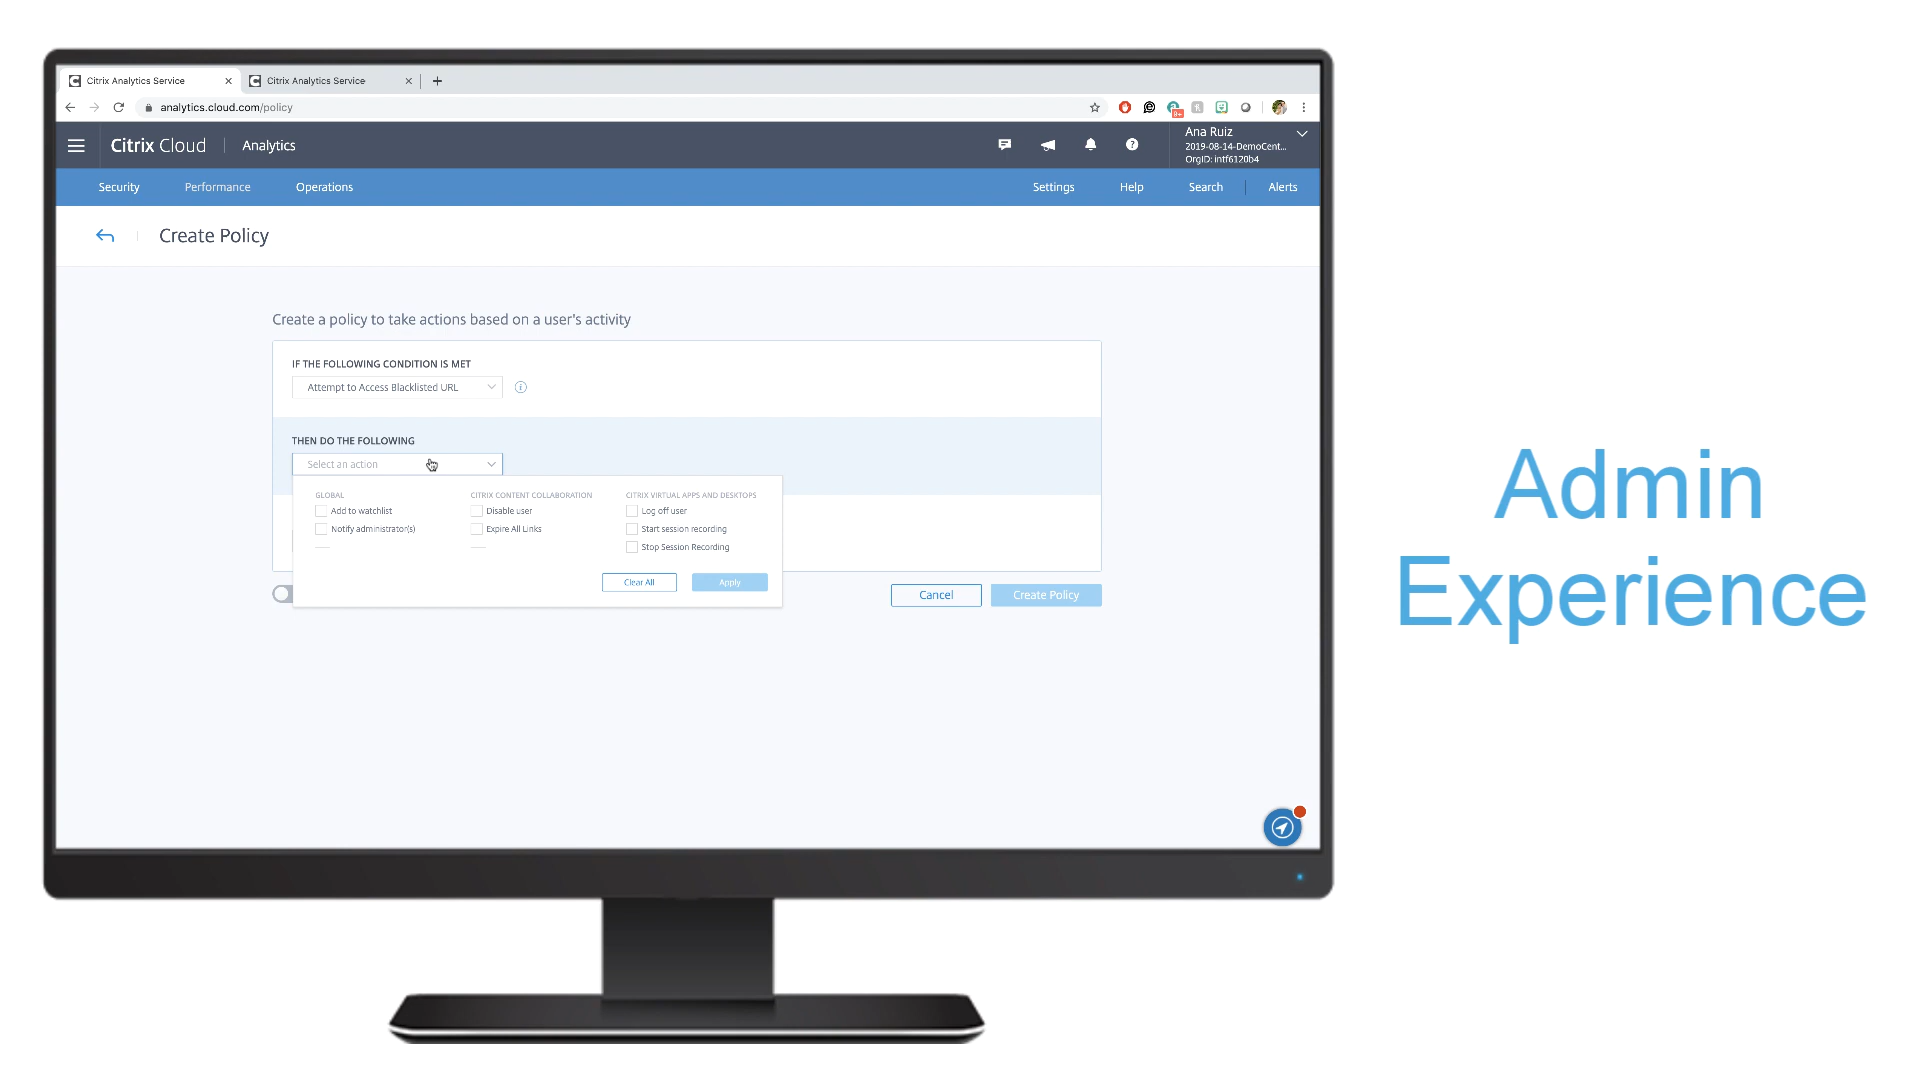 Citrix Analytics Service
Citrix Analytics Service
analytics.cloud.com/policy
Citrix Cloud
Analytics
Ana Ruiz
2019-08-14-DemoCent...
OrgID: intf6120b4
Security
Performance
Operations
Settings
Help
Search
Alerts
Create Policy
Create a policy to take actions based on a user's activity
IF THE FOLLOWING CONDITION IS MET
Attempt to Access Blacklisted URL
THEN DO THE FOLLOWING
Select an action
GLOBAL
Add to watchlist
Notify administrator(s)
CITRIX CONTENT COLLABORATION
Disable user
Expire All Links
CITRIX VIRTUAL APPS AND DESKTOPS
Log off user
Start session recording
Stop Session Recording
Clear All
Apply
Cancel
Create Policy
Admin
Experience